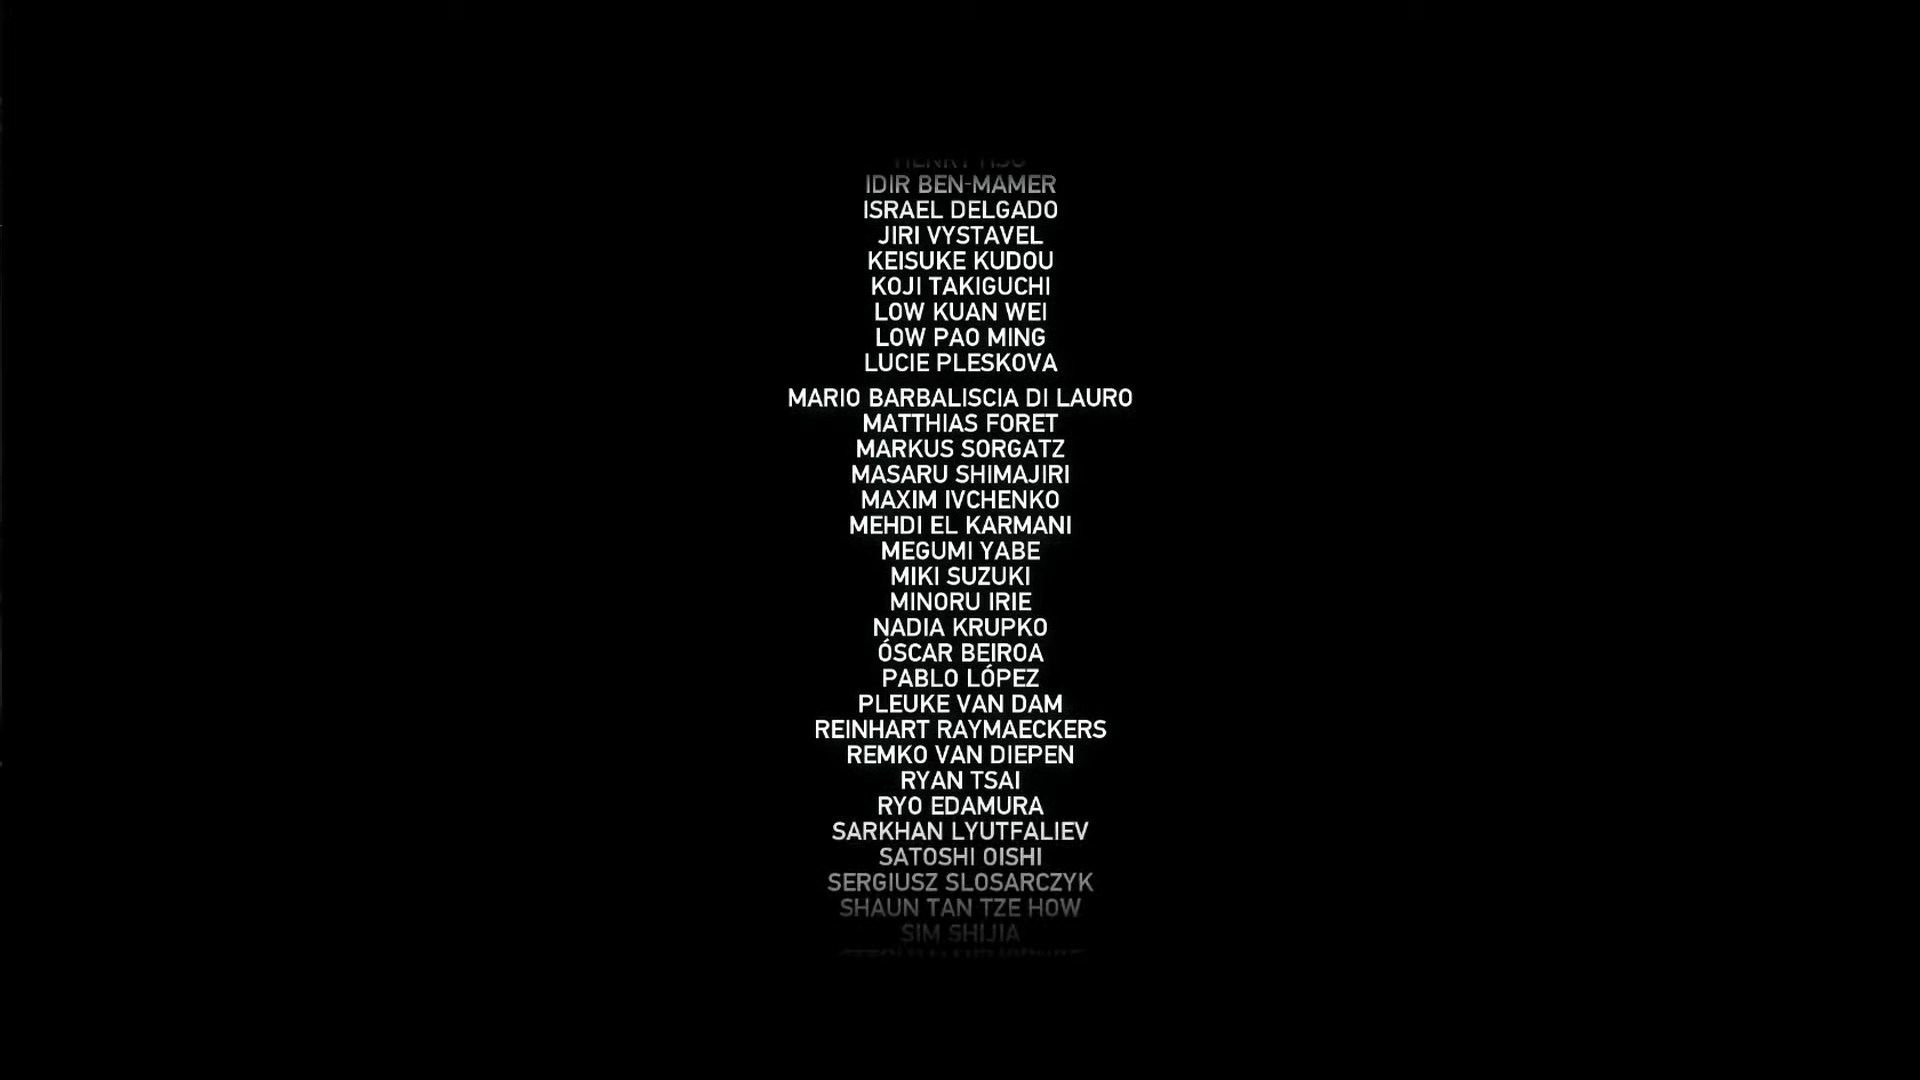 IDIR BEN-MAMER
ISRAEL DELGADO
JIRI VYSTAVEL
KEISUKE KUDOU
KOJI TAKIGUCHI
LOW KUAN WEI
LOW PAO MING
LUCIE PLESKOVA
MARIO BARBALISCIA DI LAURO
MATTHIAS FORET
MARKUS SORGATZ
MASARU SHIMAJIRI
MAXIM IVCHENKO
MEHDI EL KARMANI
MEGUMI YABE
MIKI SUZUKI
MINORU IRIE
NADIA KRUPKO
ÓSCAR BEIROA
PABLO LÓPEZ
PLEUKE VAN DAM
REINHART RAYMAECKERS
REMKO VAN DIEPEN
RYAN TSAI
RYO EDAMURA
SARKHAN LYUTFALIEV
SATOSHI OISHI
SERGIUSZ SLOSARCZYK
SHAUN TAN TZE HOW
SIM SHIJIA